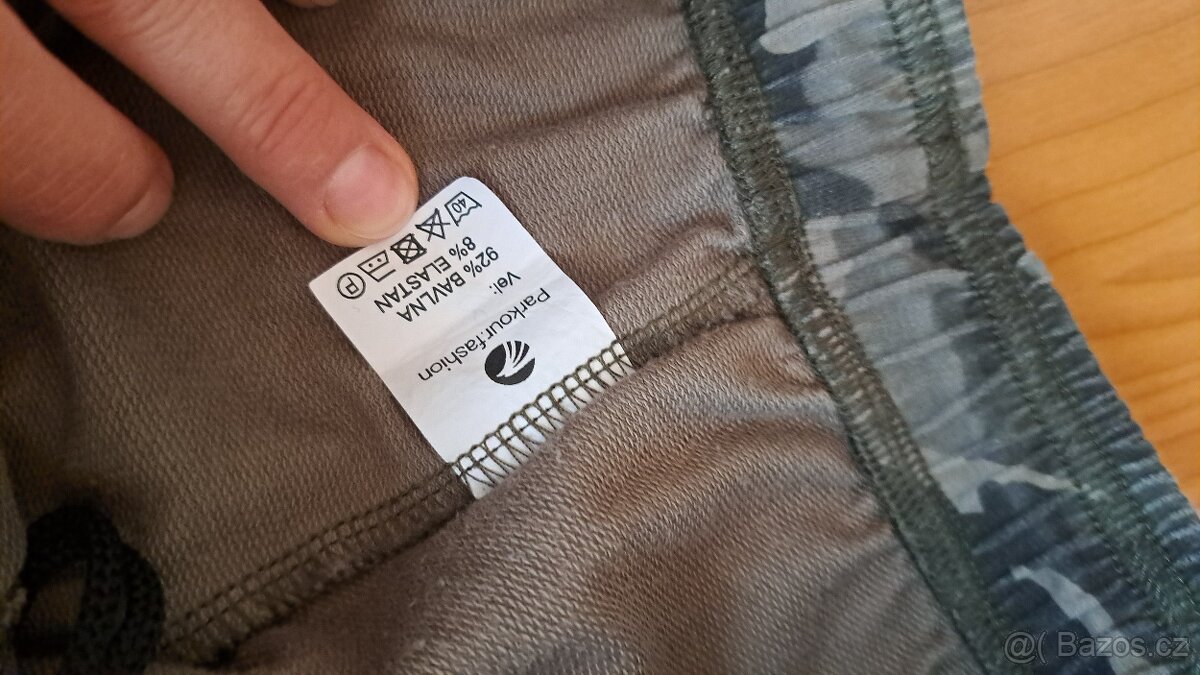 Parkour.fashion
Vel:
92% BAVLNA
8% ELASTAN
40 P
@( Bazos.cz